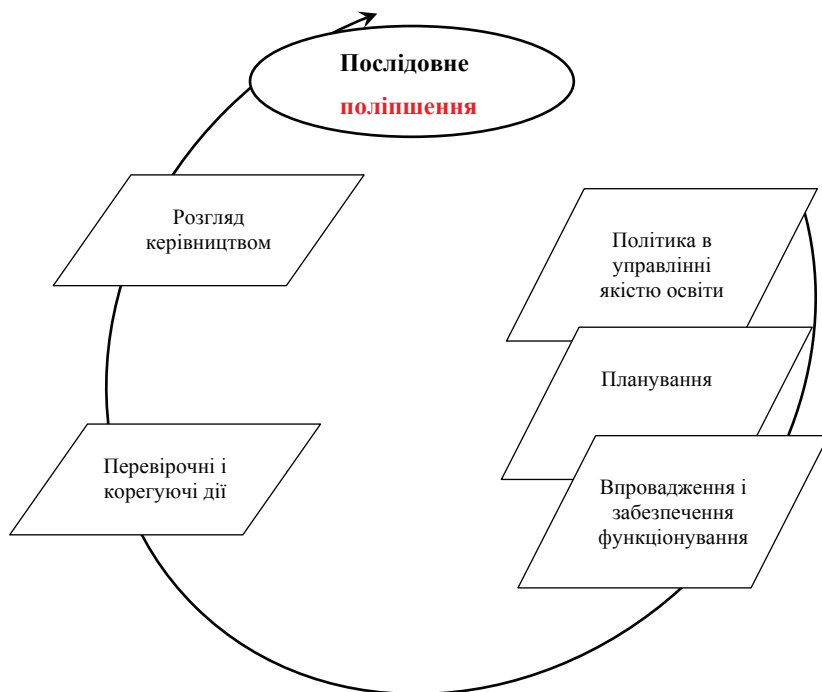 Послідовне
поліпшення
Розгляд
керівництвом
Політика в
управлінні
якістю освіти
Планування
Перевірочні і
корегуючі дії
Впровадження і
забезпечення
функціонування